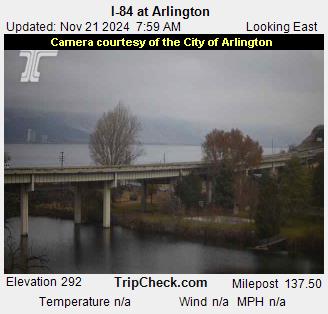 I-84 at Arlington
Updated: Nov 21 2024 7:59 AM Looking East
Camera courtesy of the City of Arlington
Elevation 292 TripCheck.com Milepost 137.50
Temperature n/a Wind n/a MPH n/a